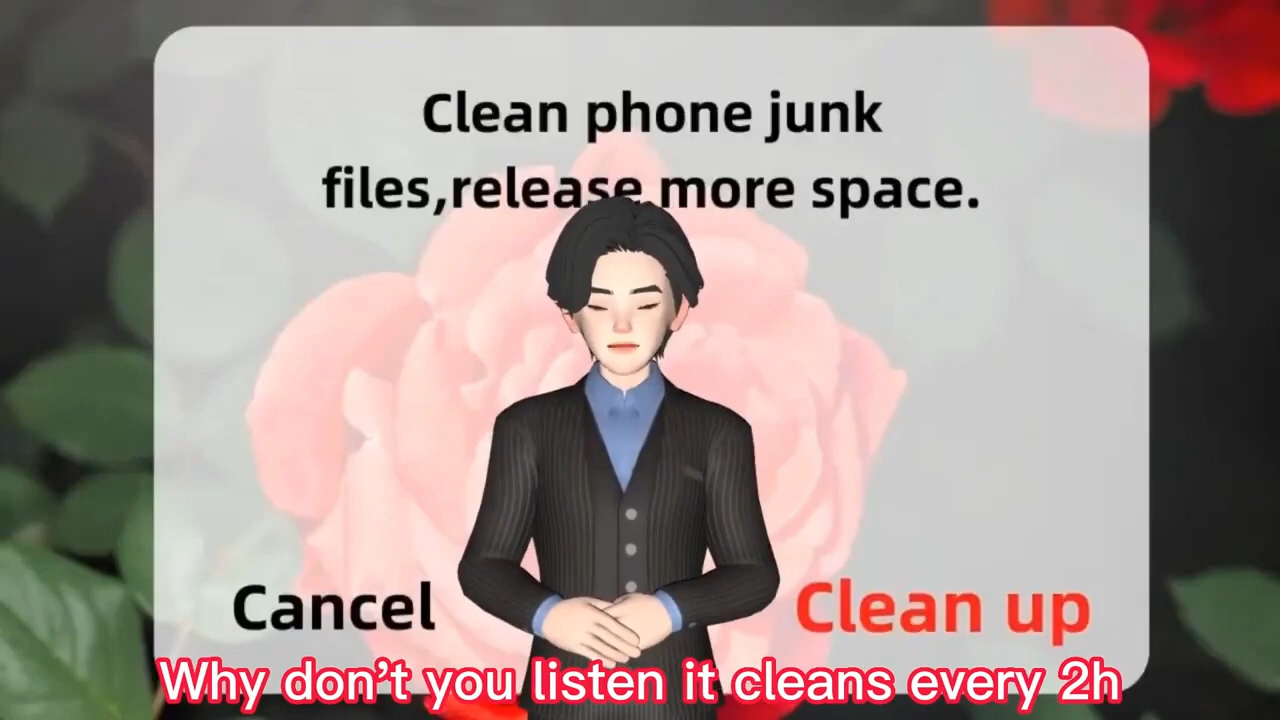 Clean phone junk
files,release more space.
Cancel
Clean up
Why don't you listen it cleans every 2h